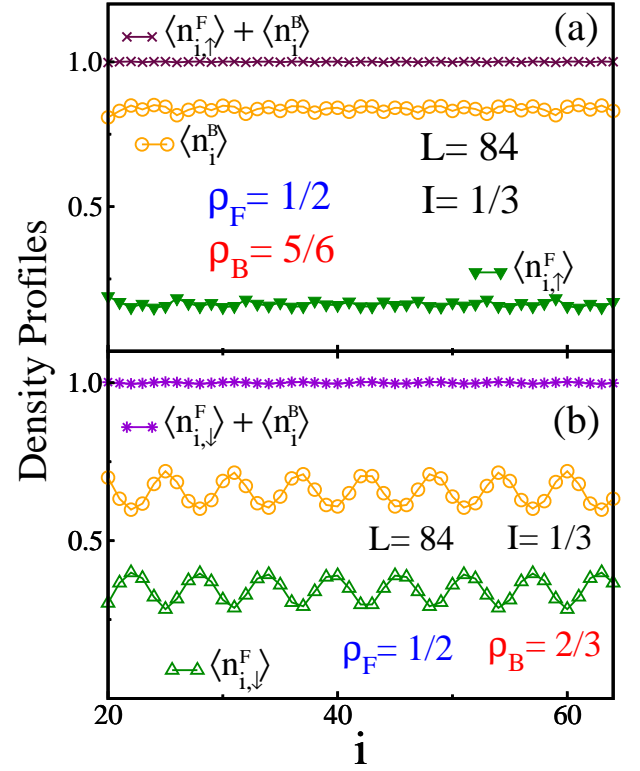 ⟨n^F_{i,↑}⟩ + ⟨n^B_i⟩
(a)
1.0
⟨n^B_i⟩
L= 84
0.5
ρ_F= 1/2
I= 1/3
ρ_B= 5/6
⟨n^F_{i,↑}⟩
Density Profiles
1.0
⟨n^F_{i,↓}⟩ + ⟨n^B_i⟩
(b)
0.5
L= 84
I= 1/3
⟨n^F_{i,↓}⟩
ρ_F= 1/2
ρ_B= 2/3
20
40
60
i